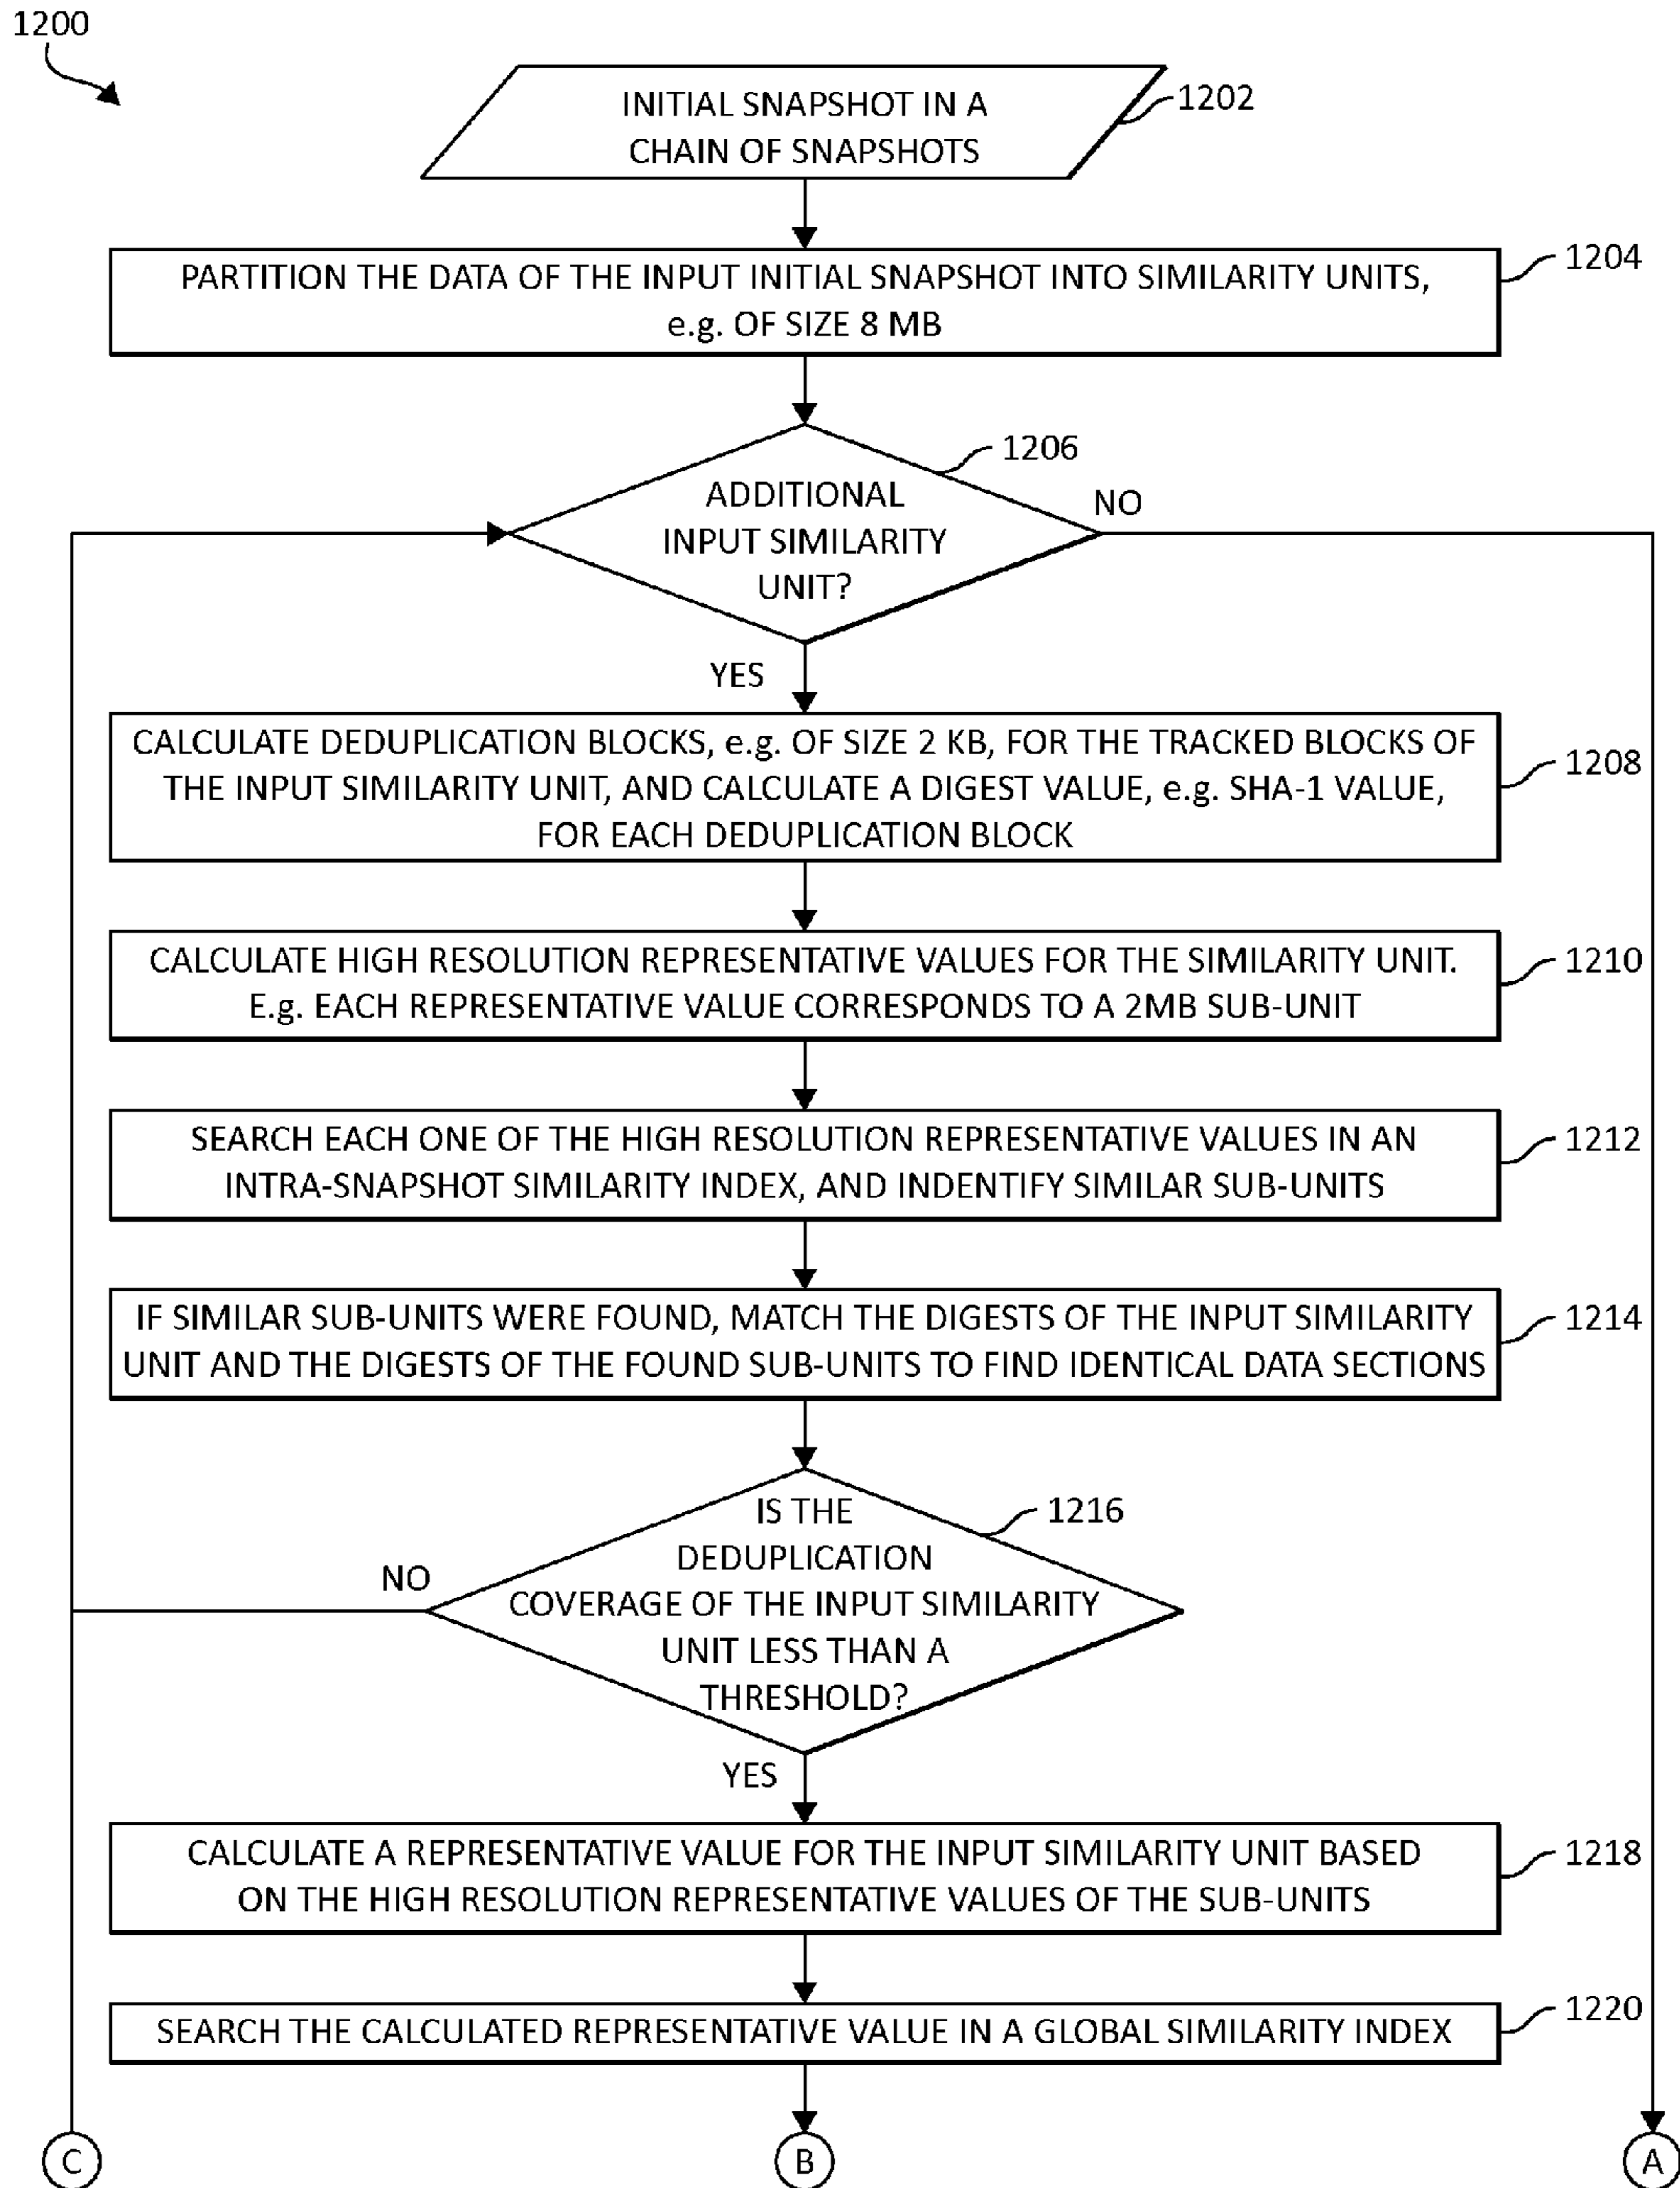 1200
INITIAL SNAPSHOT IN A
CHAIN OF SNAPSHOTS
1202
PARTITION THE DATA OF THE INPUT INITIAL SNAPSHOT INTO SIMILARITY UNITS,
e.g. OF SIZE 8 MB
1204
ADDITIONAL
INPUT SIMILARITY
UNIT?
1206
NO
YES
CALCULATE DEDUPLICATION BLOCKS, e.g. OF SIZE 2 KB, FOR THE TRACKED BLOCKS OF
THE INPUT SIMILARITY UNIT, AND CALCULATE A DIGEST VALUE, e.g. SHA-1 VALUE,
FOR EACH DEDUPLICATION BLOCK
1208
CALCULATE HIGH RESOLUTION REPRESENTATIVE VALUES FOR THE SIMILARITY UNIT.
E.g. EACH REPRESENTATIVE VALUE CORRESPONDS TO A 2MB SUB-UNIT
1210
SEARCH EACH ONE OF THE HIGH RESOLUTION REPRESENTATIVE VALUES IN AN
INTRA-SNAPSHOT SIMILARITY INDEX, AND INDENTIFY SIMILAR SUB-UNITS
1212
IF SIMILAR SUB-UNITS WERE FOUND, MATCH THE DIGESTS OF THE INPUT SIMILARITY
UNIT AND THE DIGESTS OF THE FOUND SUB-UNITS TO FIND IDENTICAL DATA SECTIONS
1214
IS THE
DEDUPLICATION
COVERAGE OF THE INPUT SIMILARITY
UNIT LESS THAN A
THRESHOLD?
1216
NO
YES
CALCULATE A REPRESENTATIVE VALUE FOR THE INPUT SIMILARITY UNIT BASED
ON THE HIGH RESOLUTION REPRESENTATIVE VALUES OF THE SUB-UNITS
1218
SEARCH THE CALCULATED REPRESENTATIVE VALUE IN A GLOBAL SIMILARITY INDEX
1220
C
B
A